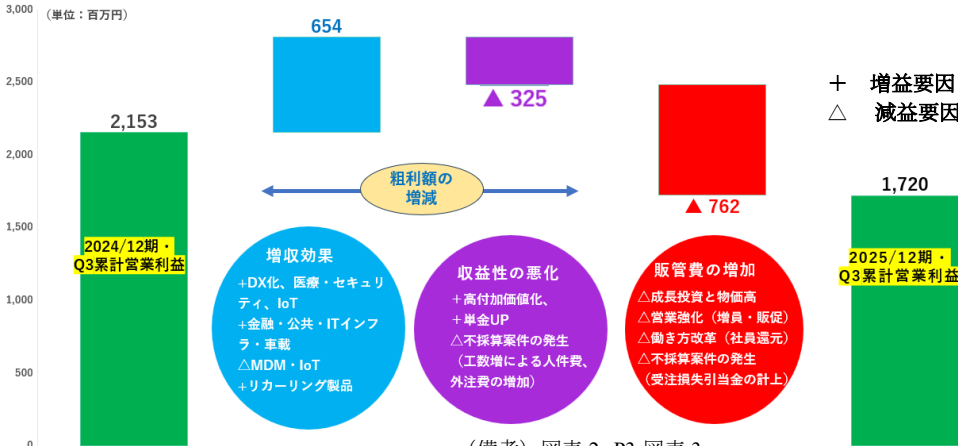 3,000
（単位：百万円）
2,500
2,000
1,500
1,000
500
0
2,153
2024/12期・
Q3累計営業利益
654
▲ 325
粗利額の
増減
▲ 762
＋ 増益要因
△ 減益要因
1,720
2025/12期・
Q3累計営業利益
増収効果
+DX化、医療・セキュリ
ティ、IoT
+金融・公共・ITインフ
ラ・車載
△MDM・IoT
+リカーリング製品
収益性の悪化
＋高付加価値化、
＋単金UP
△不採算案件の発生
（工数増による人件費、
外注費の増加）
販管費の増加
△成長投資と物価高
△営業強化（増員・販促）
△働き方改革（社員還元）
△不採算案件の発生
（受注損失引当金の計上）